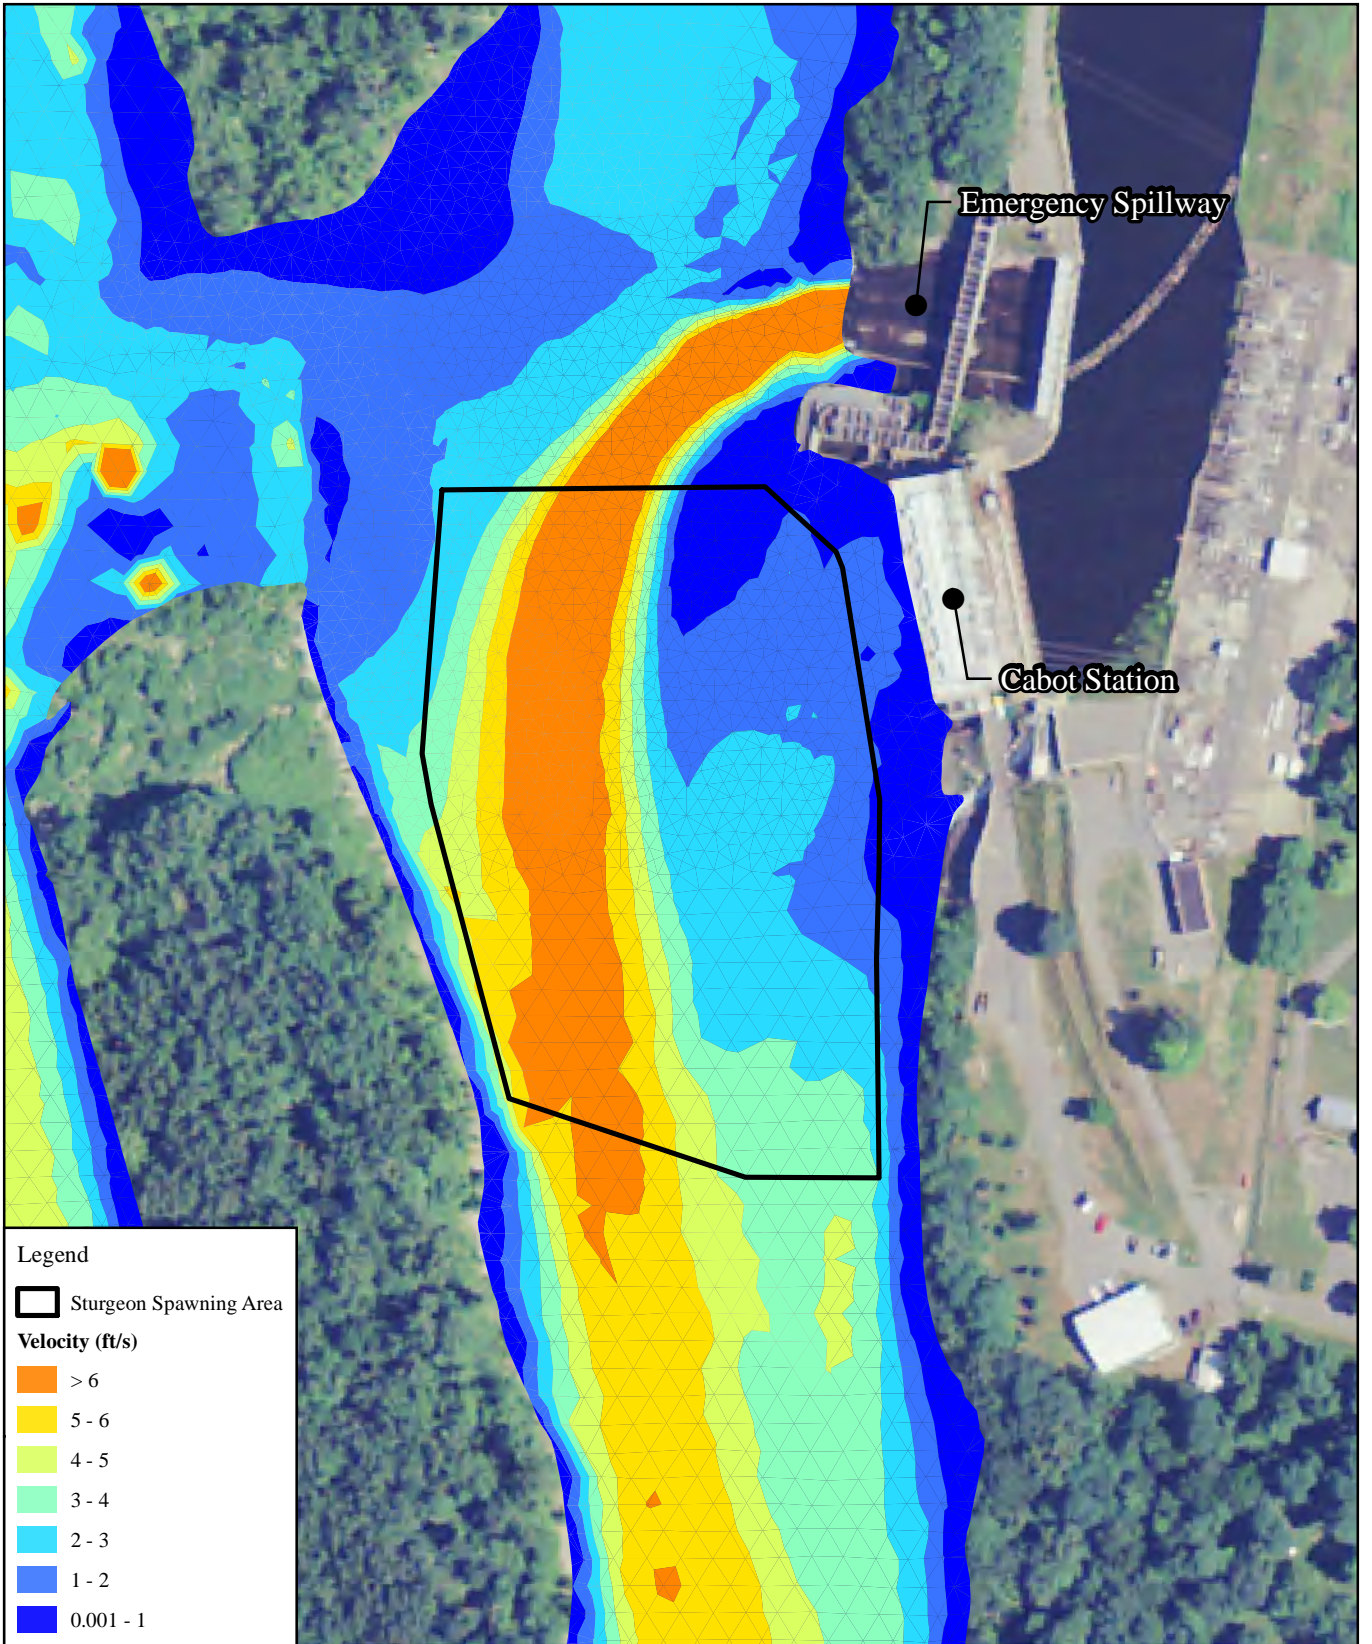 Emergency Spillway
Cabot Station
Legend
Sturgeon Spawning Area
Velocity (ft/s)
> 6
5 - 6
4 - 5
3 - 4
2 - 3
1 - 2
0.001 - 1